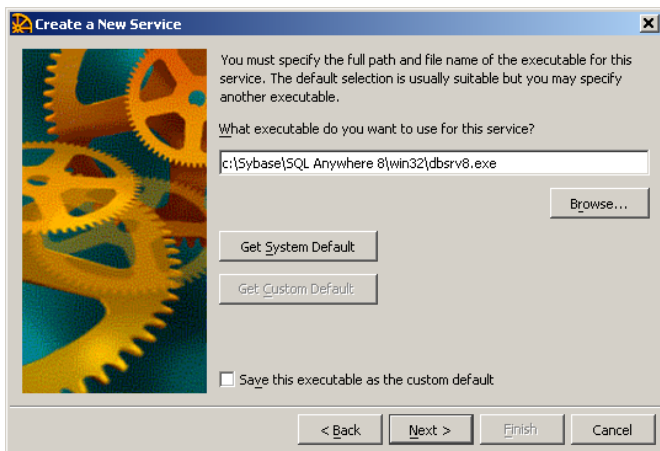 Create a New Service
You must specify the full path and file name of the executable for this
service. The default selection is usually suitable but you may specify
another executable.
What executable do you want to use for this service?
c:\Sybase\SQL Anywhere 8\win32\dbsrv8.exe
Browse...
Get System Default
Get Custom Default
Save this executable as the custom default
< Back
Next >
Finish
Cancel